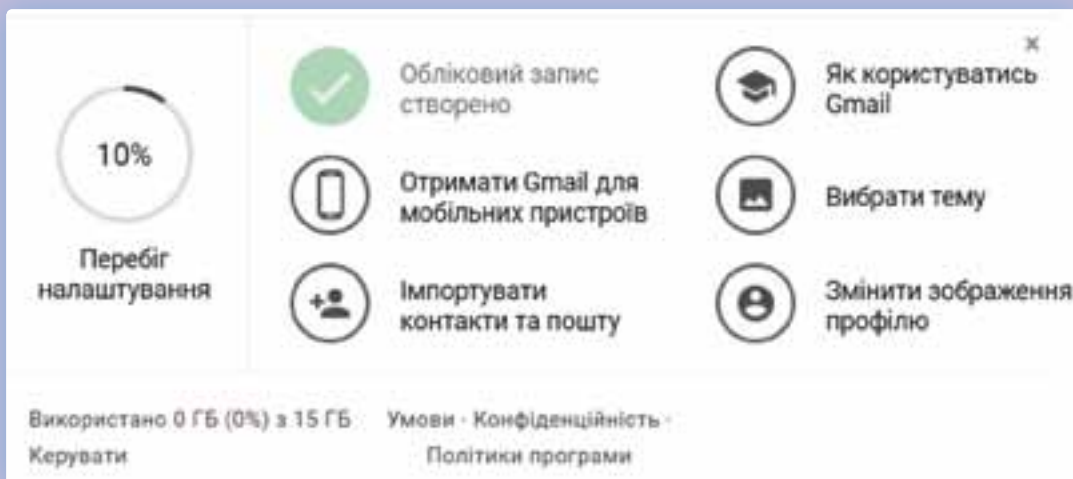 10%
Перебіг
налаштування
Обліковий запис
створено
Як користуватись
Gmail
Отримати Gmail для
мобільних пристроїв
Вибрати тему
Імпортувати
контакти та пошту
Змінити зображення
профілю
Використано 0 ГБ (0%) з 15 ГБ
Керувати
Умови · Конфіденційність ·
Політики програми